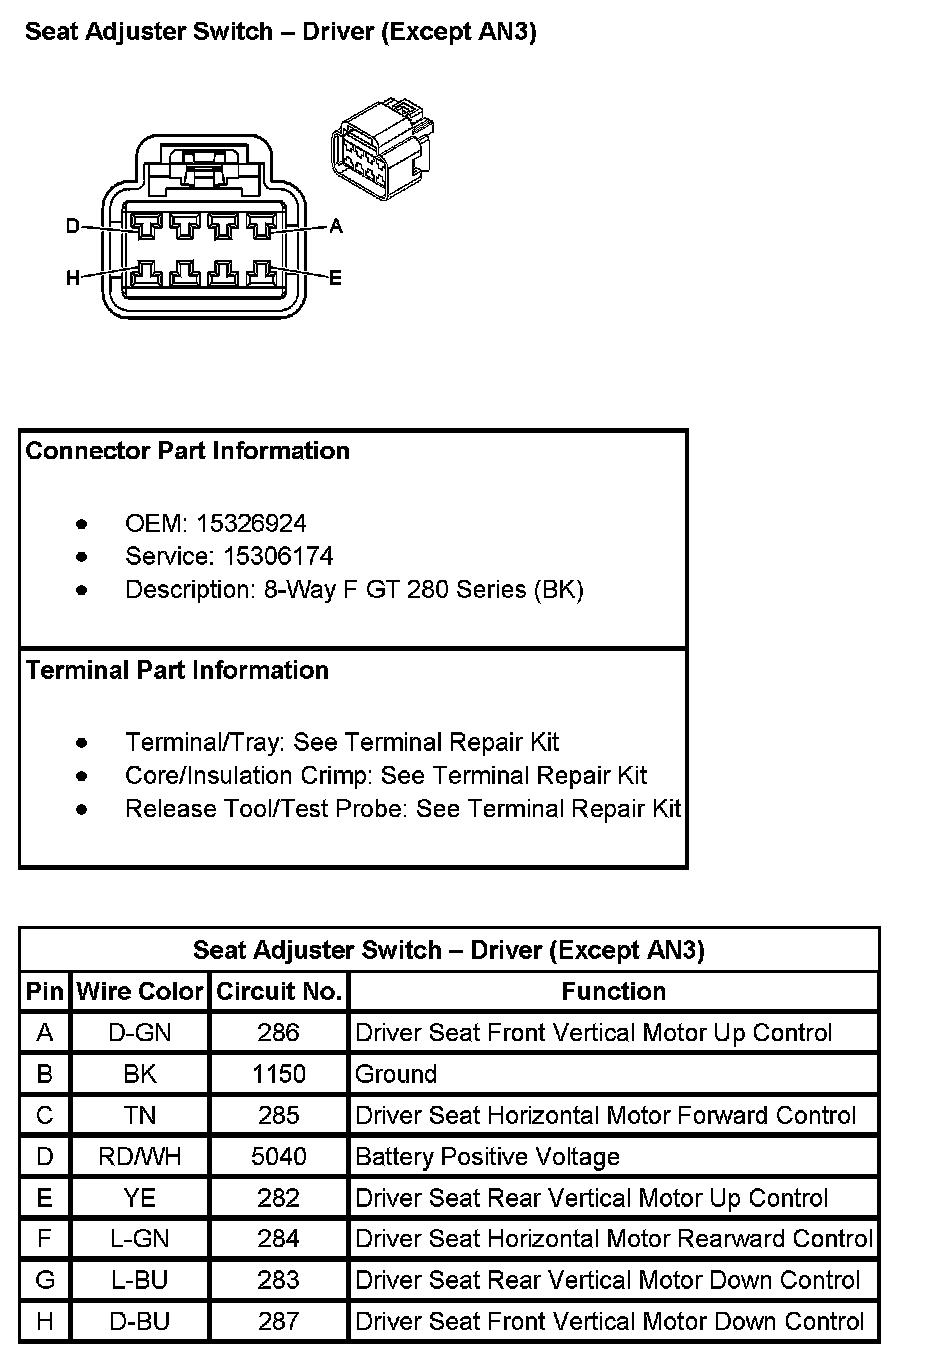 Seat Adjuster Switch – Driver (Except AN3)
D A
H E
Connector Part Information
• OEM: 15326924
• Service: 15306174
• Description: 8-Way F GT 280 Series (BK)
Terminal Part Information
• Terminal/Tray: See Terminal Repair Kit
• Core/Insulation Crimp: See Terminal Repair Kit
• Release Tool/Test Probe: See Terminal Repair Kit
Seat Adjuster Switch – Driver (Except AN3)
Pin Wire Color Circuit No. Function
A D-GN 286 Driver Seat Front Vertical Motor Up Control
B BK 1150 Ground
C TN 285 Driver Seat Horizontal Motor Forward Control
D RD/WH 5040 Battery Positive Voltage
E YE 282 Driver Seat Rear Vertical Motor Up Control
F L-GN 284 Driver Seat Horizontal Motor Rearward Control
G L-BU 283 Driver Seat Rear Vertical Motor Down Control
H D-BU 287 Driver Seat Front Vertical Motor Down Control